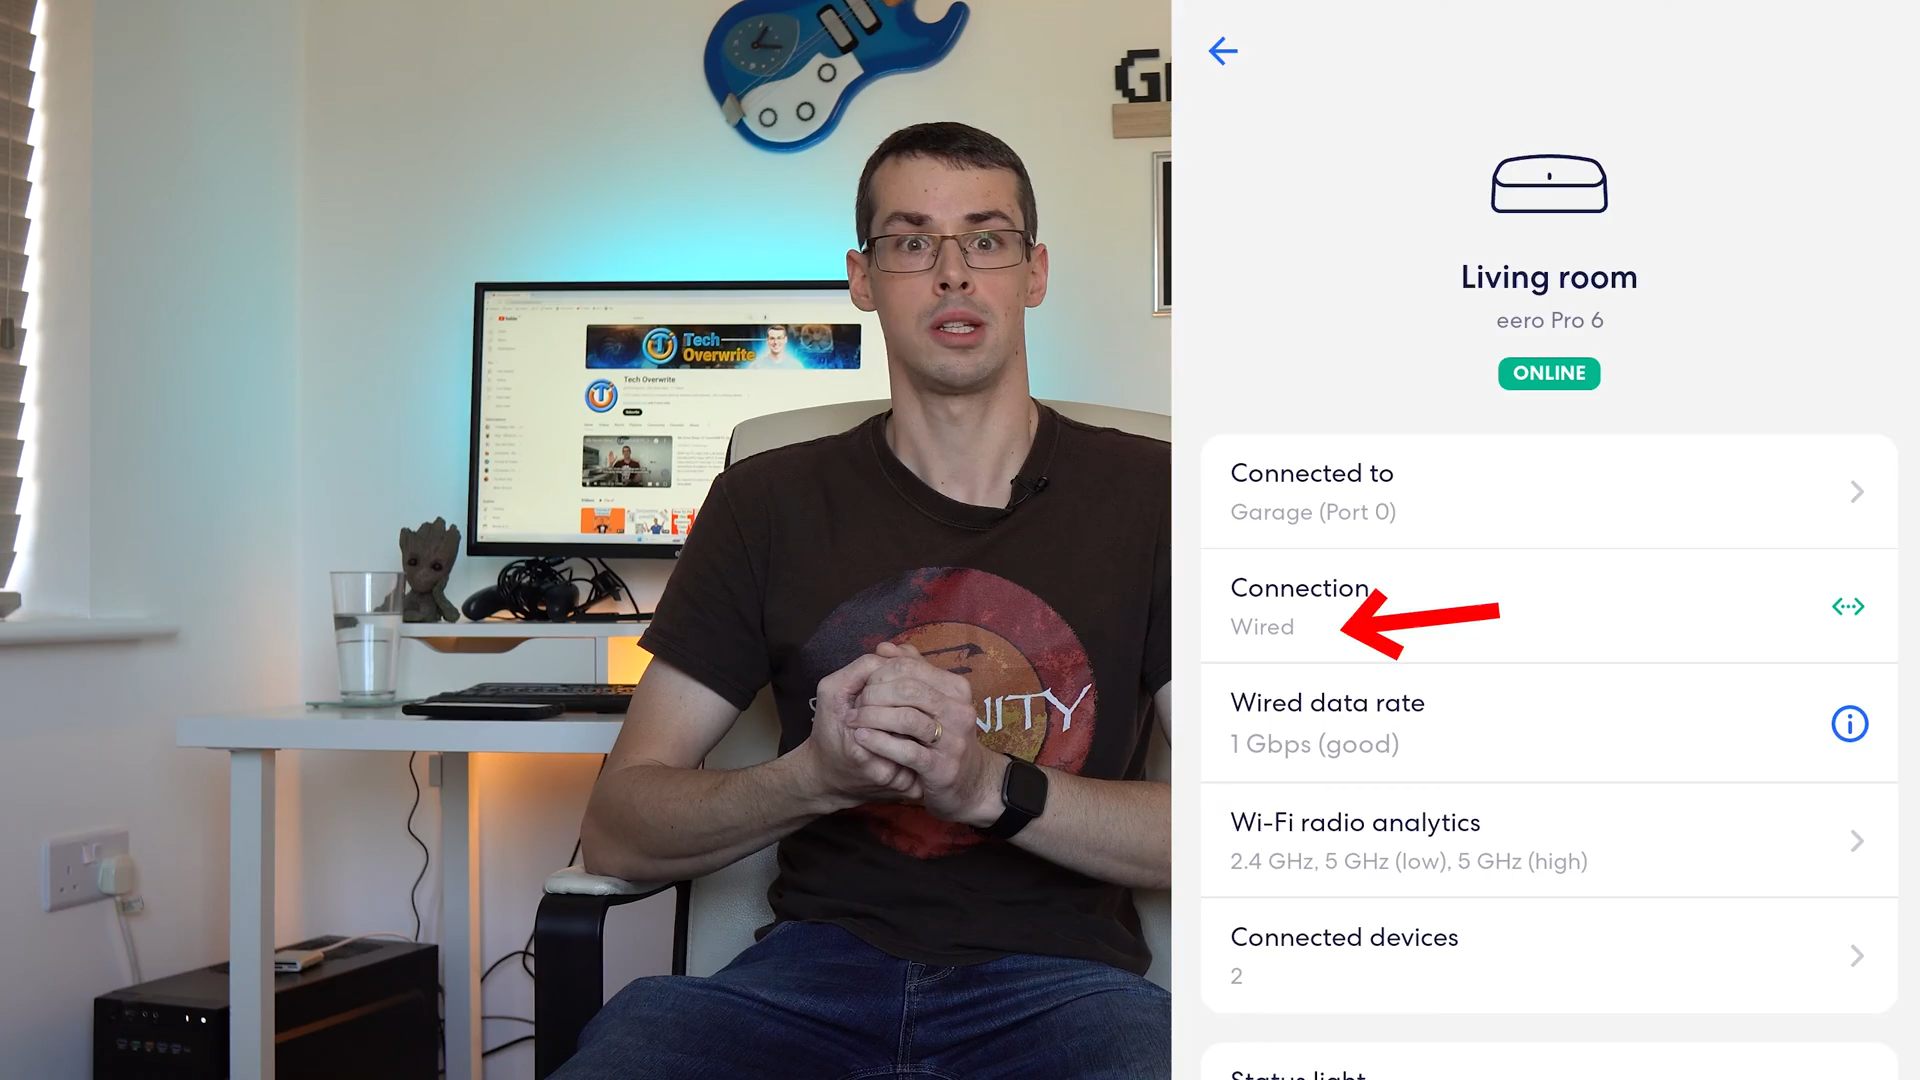 Tech
Overwrite
Tech Overwrite
Living room
eero Pro 6
ONLINE
Connected to
Garage (Port 0)
Connection
Wired
Wired data rate
1 Gbps (good)
Wi-Fi radio analytics
2.4 GHz, 5 GHz (low), 5 GHz (high)
Connected devices
2
Status light